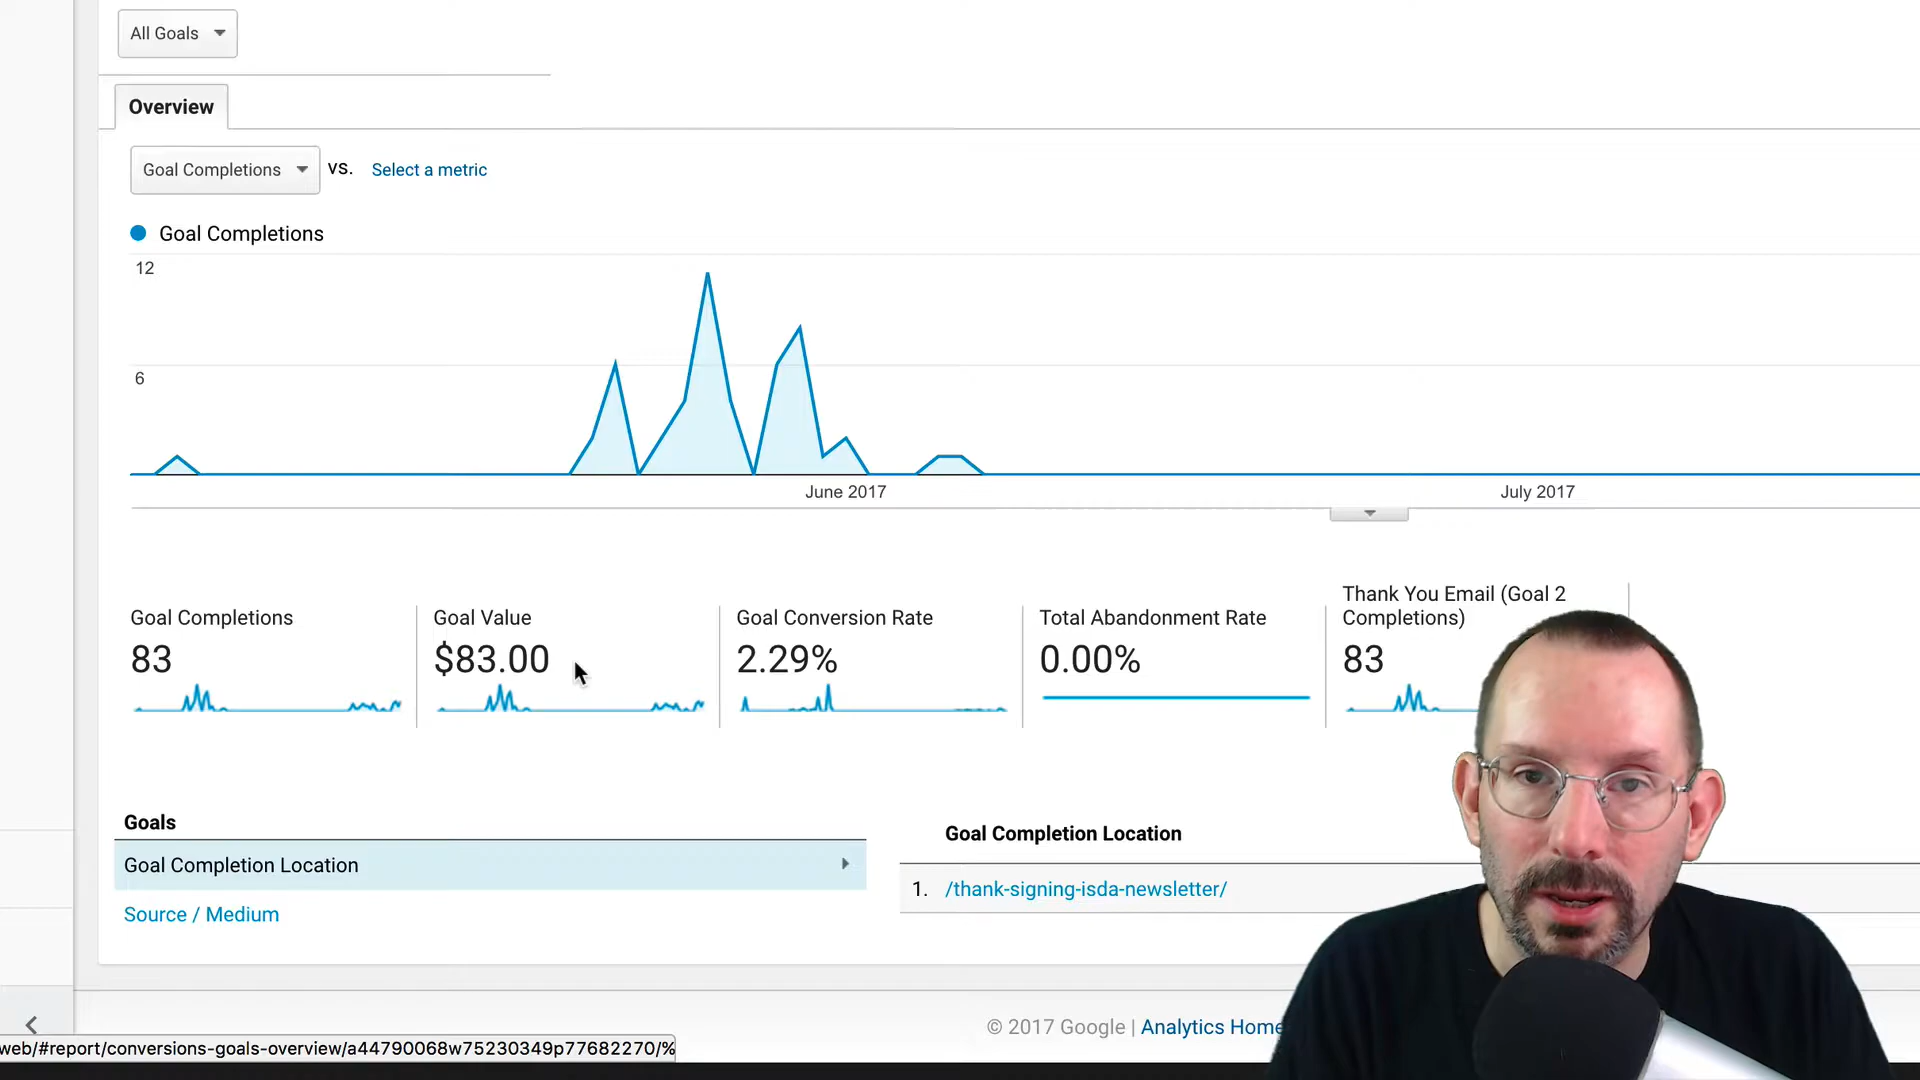 All Goals
Overview
Goal Completions vs. Select a metric
Goal Completions
12
6
June 2017 July 2017
Goal Completions
83
Goal Value
$83.00
Goal Conversion Rate
2.29%
Total Abandonment Rate
0.00%
Thank You Email (Goal 2
Completions)
83
Goals
Goal Completion Location
Source / Medium
Goal Completion Location
1. /thank-signing-isda-newsletter/
© 2017 Google | Analytics Home
web/#report/conversions-goals-overview/a44790068w75230349p77682270/%